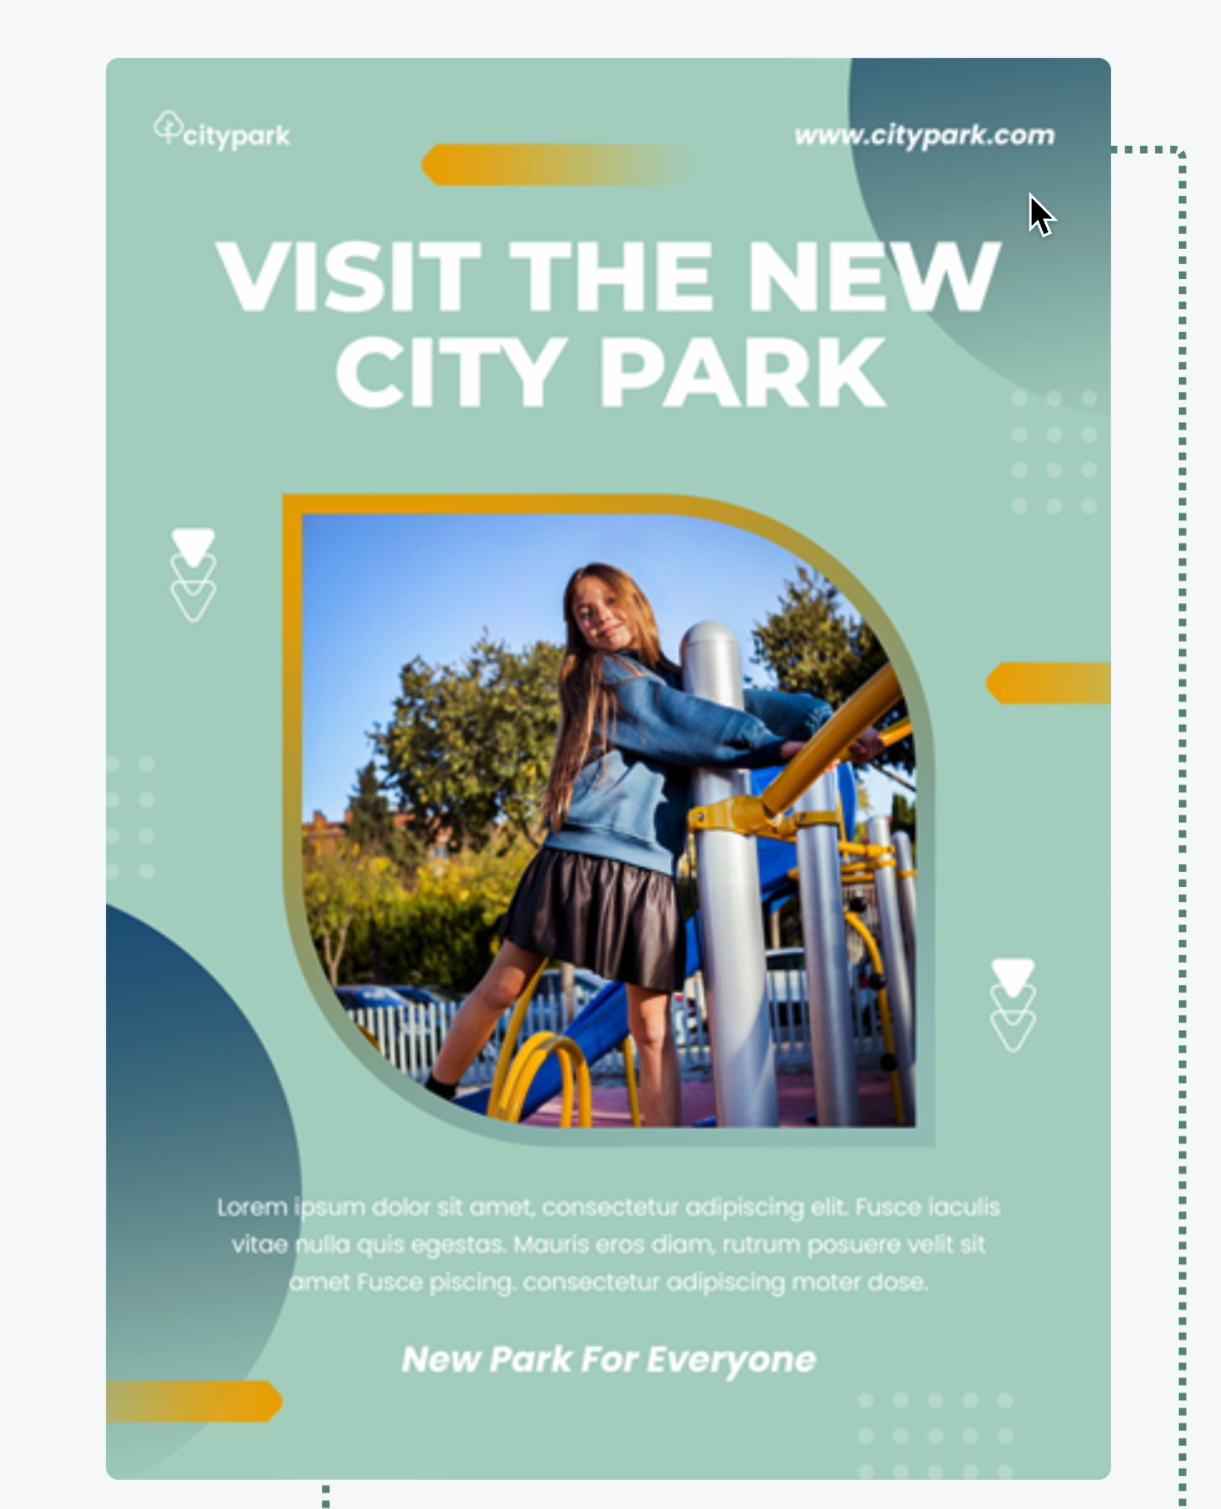 citypark
www.citypark.com
VISIT THE NEW
CITY PARK
Lorem ipsum dolor sit amet, consectetur adipiscing elit. Fusce iaculis
vitae nulla quis egestas. Mauris eros diam, rutrum posuere velit sit
amet Fusce piscing. consectetur adipiscing moter dose.
New Park For Everyone